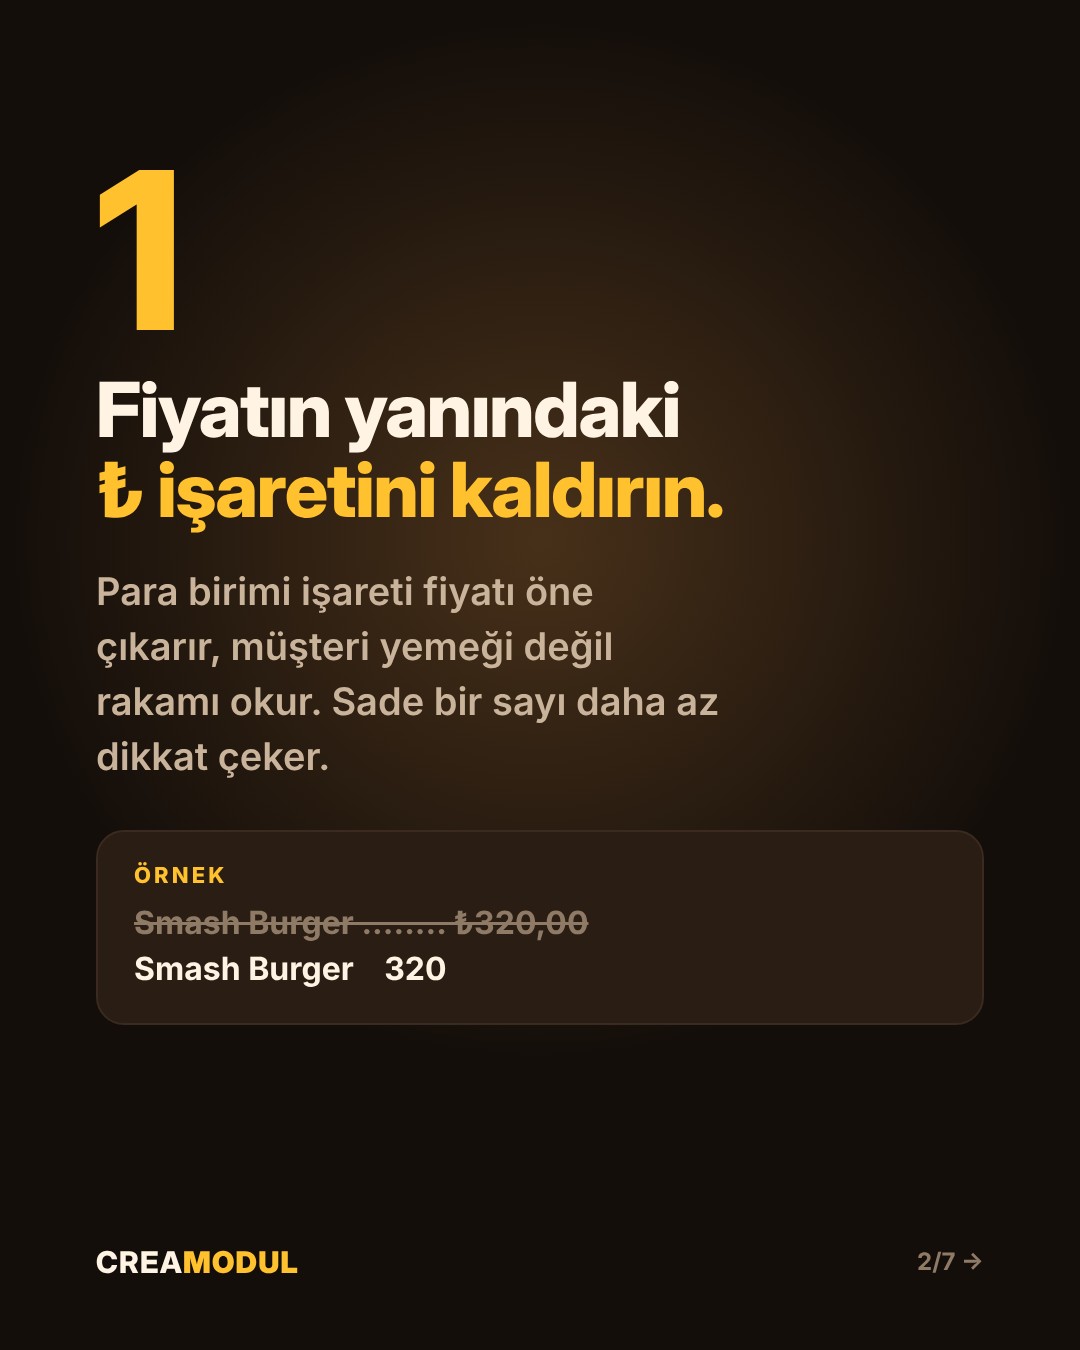 1
Fiyatın yanındaki
₺ işaretini kaldırın.
Para birimi işareti fiyatı öne
çıkarır, müşteri yemeği değil
rakamı okur. Sade bir sayı daha az
dikkat çeker.
ÖRNEK
Smash Burger ........ ₺320,00
Smash Burger 320
CREAMODUL
2/7 →